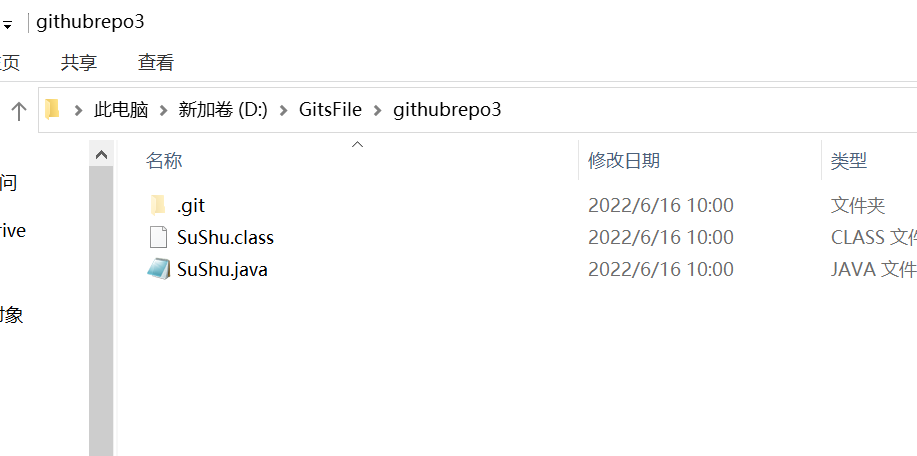 githubrepo3
页 共享 查看
此电脑 新加卷 (D:) GitsFile githubrepo3
名称 修改日期 类型
问
.git 2022/6/16 10:00 文件夹
rive
SuShu.class 2022/6/16 10:00 CLASS 文件
SuShu.java 2022/6/16 10:00 JAVA 文件
对象